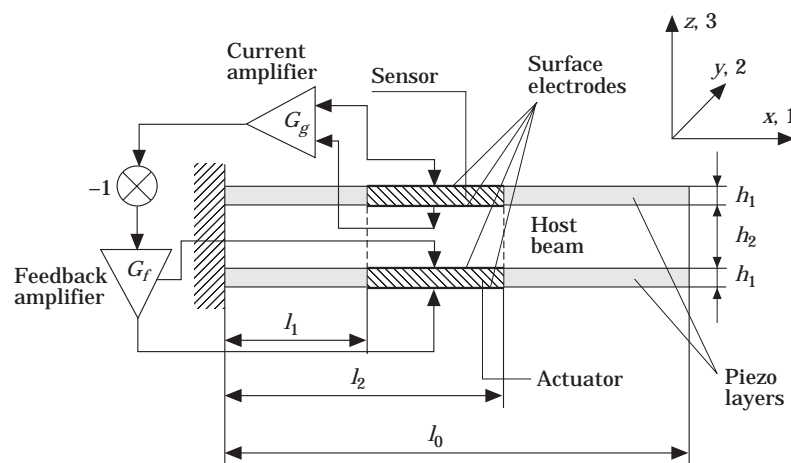 Current
amplifier
Sensor
Surface
electrodes
z, 3
y, 2
x, 1
G_g
–1
h_1
Host
beam
h_2
G_f
Feedback
amplifier
h_1
l_1
l_2
Actuator
Piezo
layers
l_0